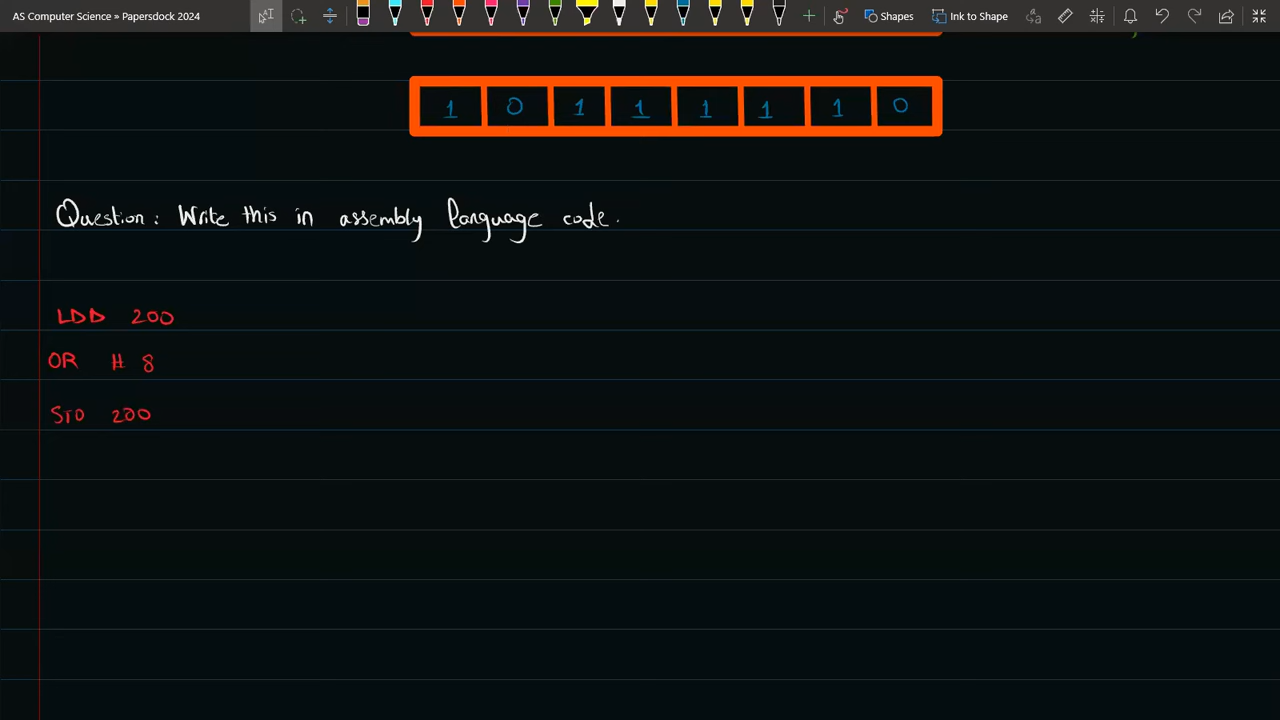 AS Computer Science » Papersdock 2024
Shapes
Ink to Shape
1 0 1 1 1 1 1 0
Question: Write this in assembly language code.
LDD 200
OR # 8
STO 200